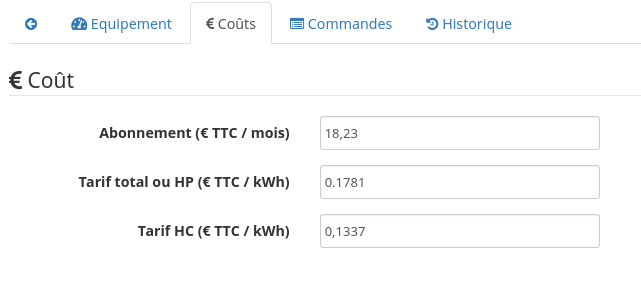 Equipement € Coûts Commandes Historique
€ Coût
Abonnement (€ TTC / mois) 18,23
Tarif total ou HP (€ TTC / kWh) 0.1781
Tarif HC (€ TTC / kWh) 0,1337